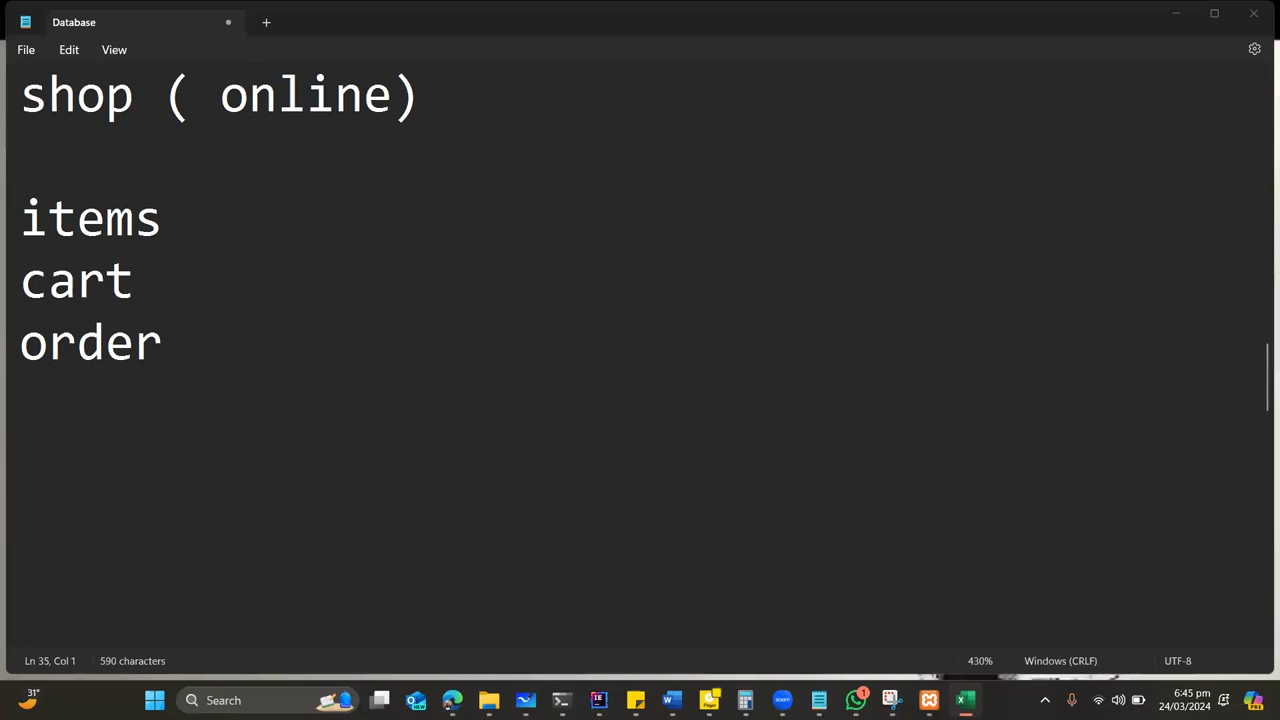 Database
File Edit View
shop ( online)
items
cart
order
Ln 35, Col 1 590 characters 430% Windows (CRLF) UTF-8
31° Search 1 6:45 pm
24/03/2024